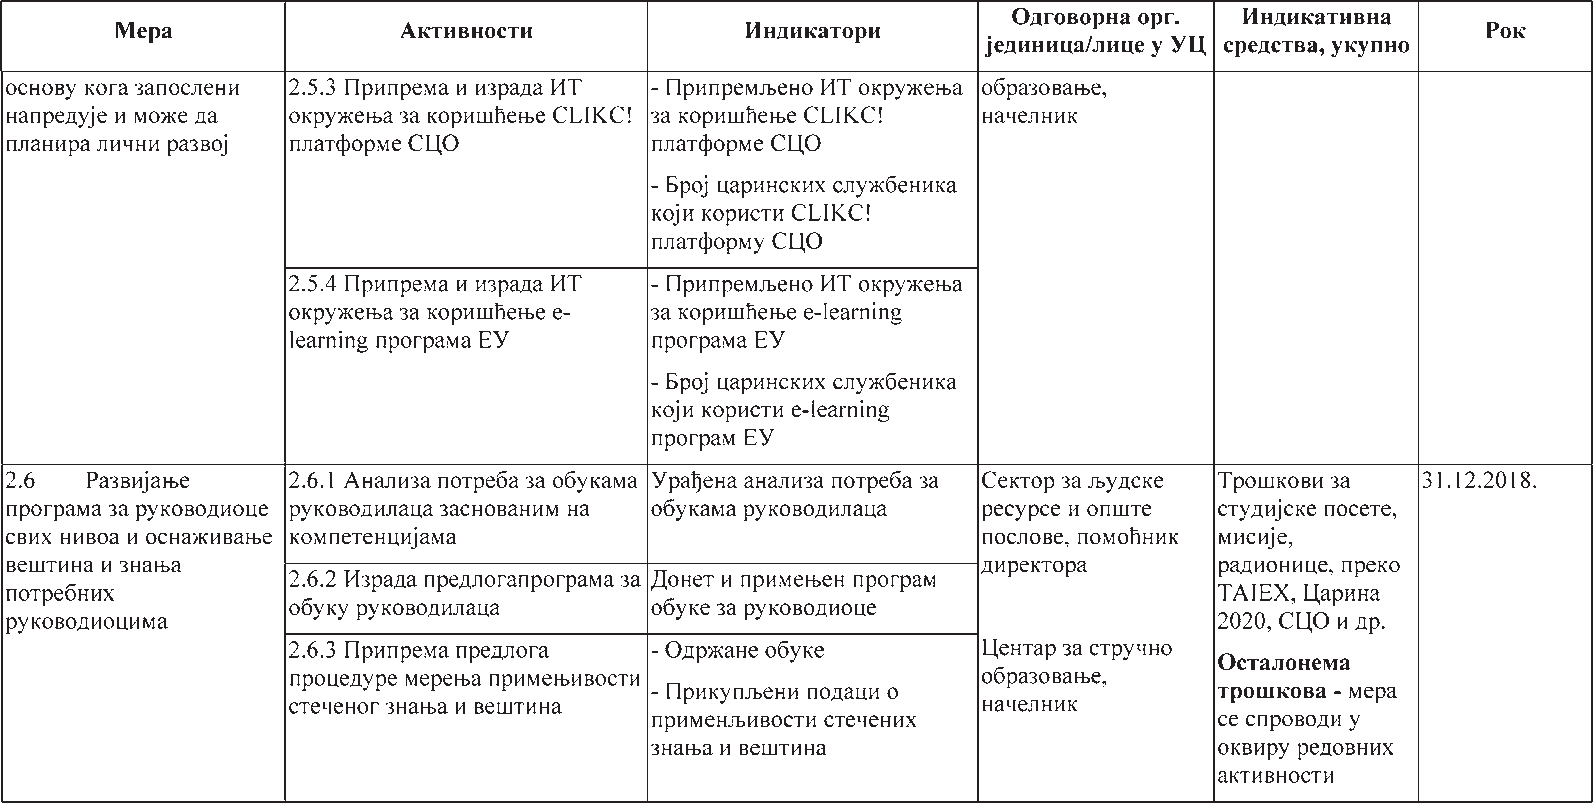 Мера
Активности
Индикатори
Одговорна орг.
јединица/лице у УЦ
Индикативна
средства, укупно
Рок
основу кога запослени
напредује и може да
планира лични развој
2.5.3 Припрема и израда ИТ
окружења за коришћење CLIKC!
платформе СЦО
- Припремљено ИТ окружења
за коришћење CLIKC!
платформе СЦО
- Број царинских службеника
који користи CLIKC!
платформу СЦО
образовање,
начелник
2.5.4 Припрема и израда ИТ
окружења за коришћење e-
learning програма ЕУ
- Припремљено ИТ окружења
за коришћење e-learning
програма ЕУ
- Број царинских службеника
који користи e-learning
програм ЕУ
2.6 Развијање
програма за руководиоце
свих нивоа и оснаживање
вештина и знања
потребних
руководиоцима
2.6.1 Анализа потреба за обукама
руководилаца заснованим на
компетенцијама
Урађена анализа потреба за
обукама руководилаца
2.6.2 Израда предлогапрограма за
обуку руководилаца
Донет и примењен програм
обуке за руководиоце
2.6.3 Припрема предлога
процедуре мерења примењивости
стеченог знања и вештина
- Одржане обуке
- Прикупљени подаци о
применљивости стечених
знања и вештина
Сектор за људске
ресурсе и опште
послове, помоћник
директора
Центар за стручно
образовање,
начелник
Трошкови за
студијске посете,
мисије,
радионице, преко
TAIEX, Царина
2020, СЦО и др.
Осталонема
трошкова - мера
се спроводи у
оквиру редовних
активности
31.12.2018.